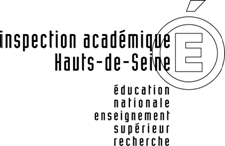 inspection académique
Hauts-de-Seine
É
éducation
nationale
enseignement
supérieur
recherche